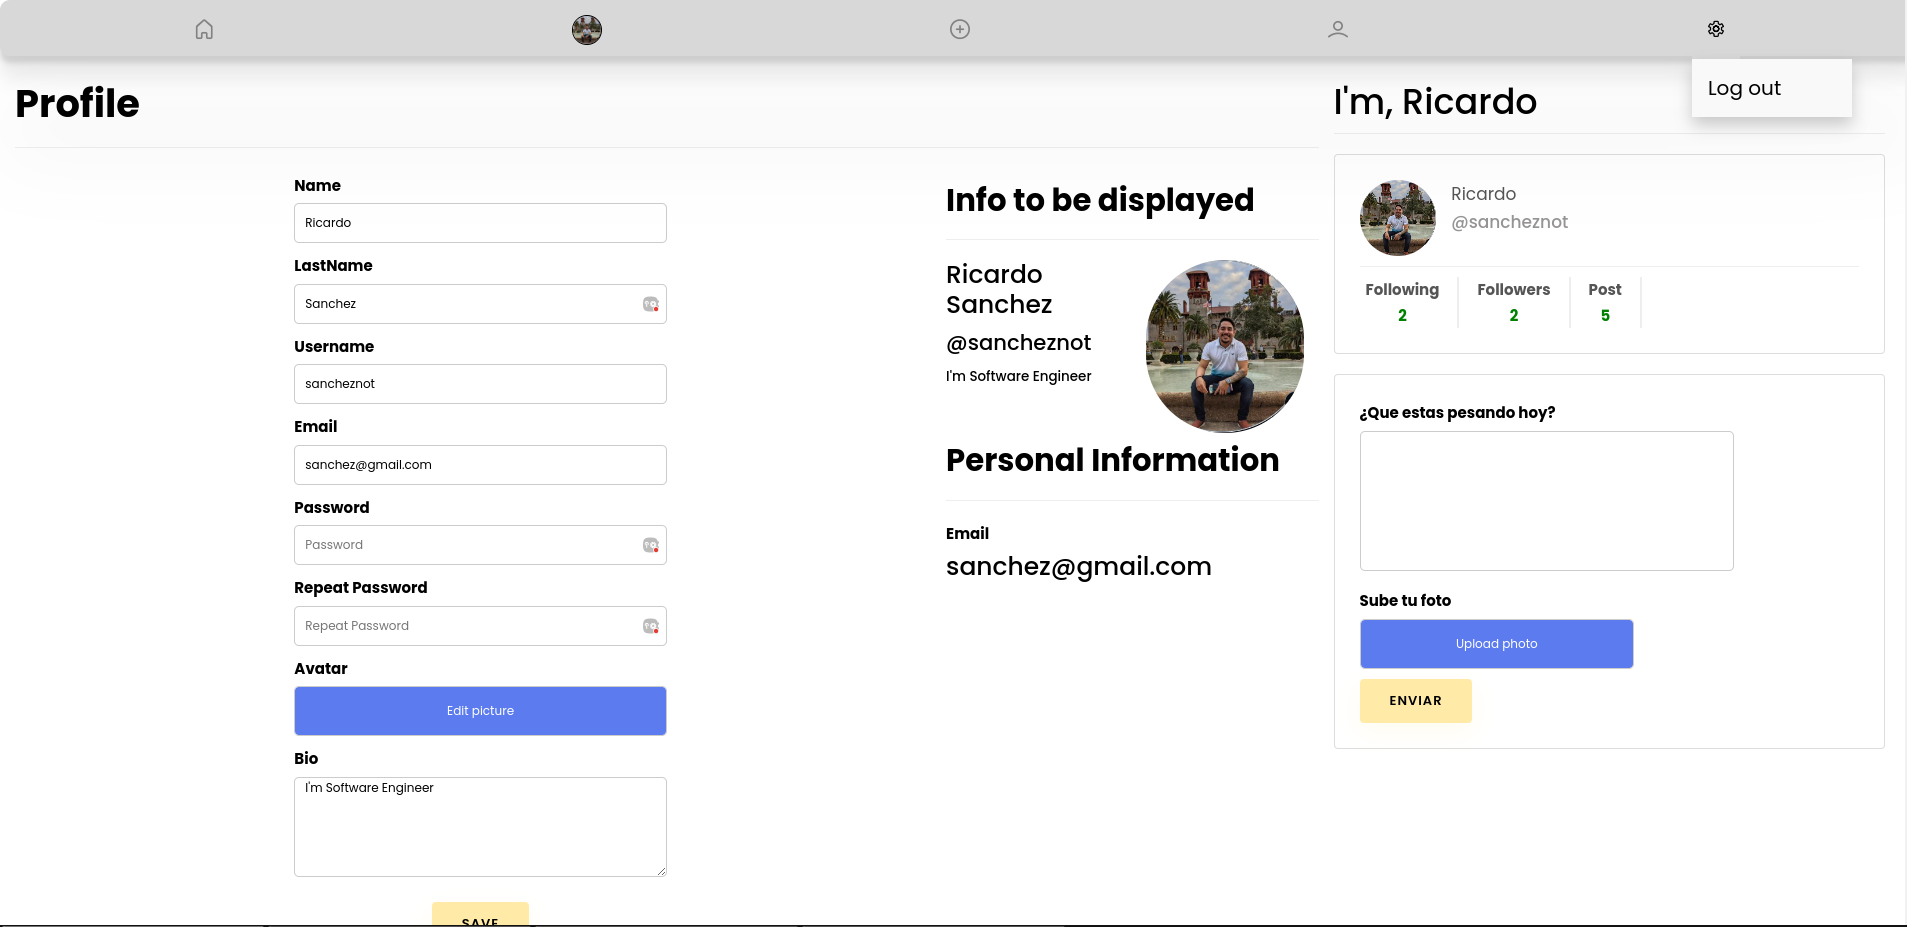 Log out
Profile
Name
Ricardo
LastName
Sanchez
Username
sancheznot
Email
sanchez@gmail.com
Password
Password
Repeat Password
Repeat Password
Avatar
Edit picture
Bio
I'm Software Engineer
SAVE
Info to be displayed
Ricardo
Sanchez
@sancheznot
I'm Software Engineer
Personal Information
Email
sanchez@gmail.com
I'm, Ricardo
Ricardo
@sancheznot
Following Followers Post
2 2 5
¿Que estas pesando hoy?
Sube tu foto
Upload photo
ENVIAR